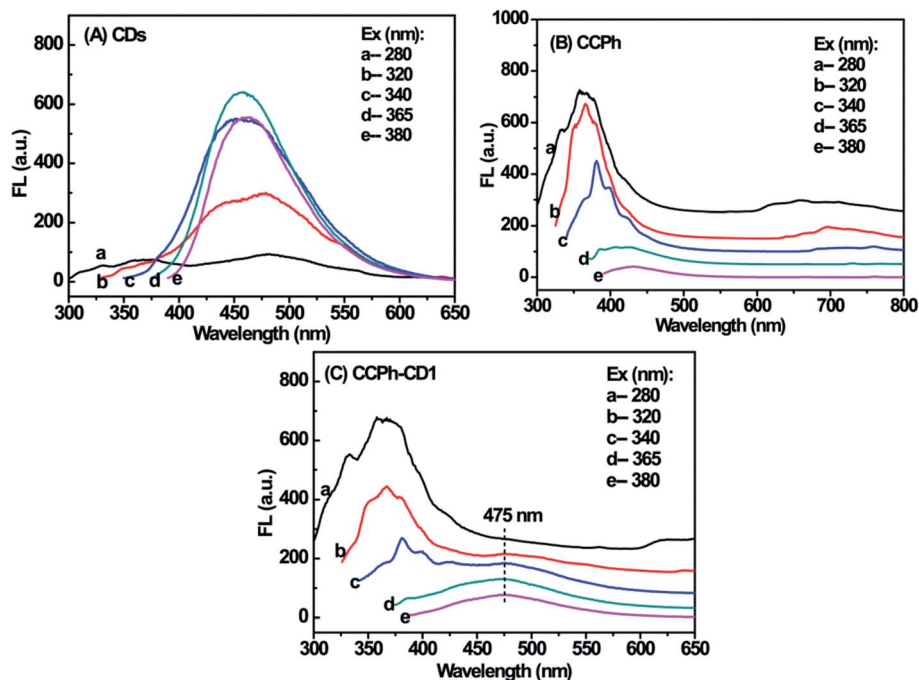 (A) CDs
Ex (nm):
a-- 280
b-- 320
c-- 340
d-- 365
e-- 380
800
600
400
200
0
FL (a.u.)
a
b
c
d
e
300 350 400 450 500 550 600 650
Wavelength (nm)
(B) CCPh
Ex (nm):
a-- 280
b-- 320
c-- 340
d-- 365
e-- 380
1000
800
600
400
200
0
FL (a.u.)
a
b
c
d
e
300 400 500 600 700 800
Wavelength (nm)
(C) CCPh-CD1
Ex (nm):
a-- 280
b-- 320
c-- 340
d-- 365
e-- 380
800
600
400
200
0
FL (a.u.)
475 nm
a
b
c
d
e
300 350 400 450 500 550 600 650
Wavelength (nm)